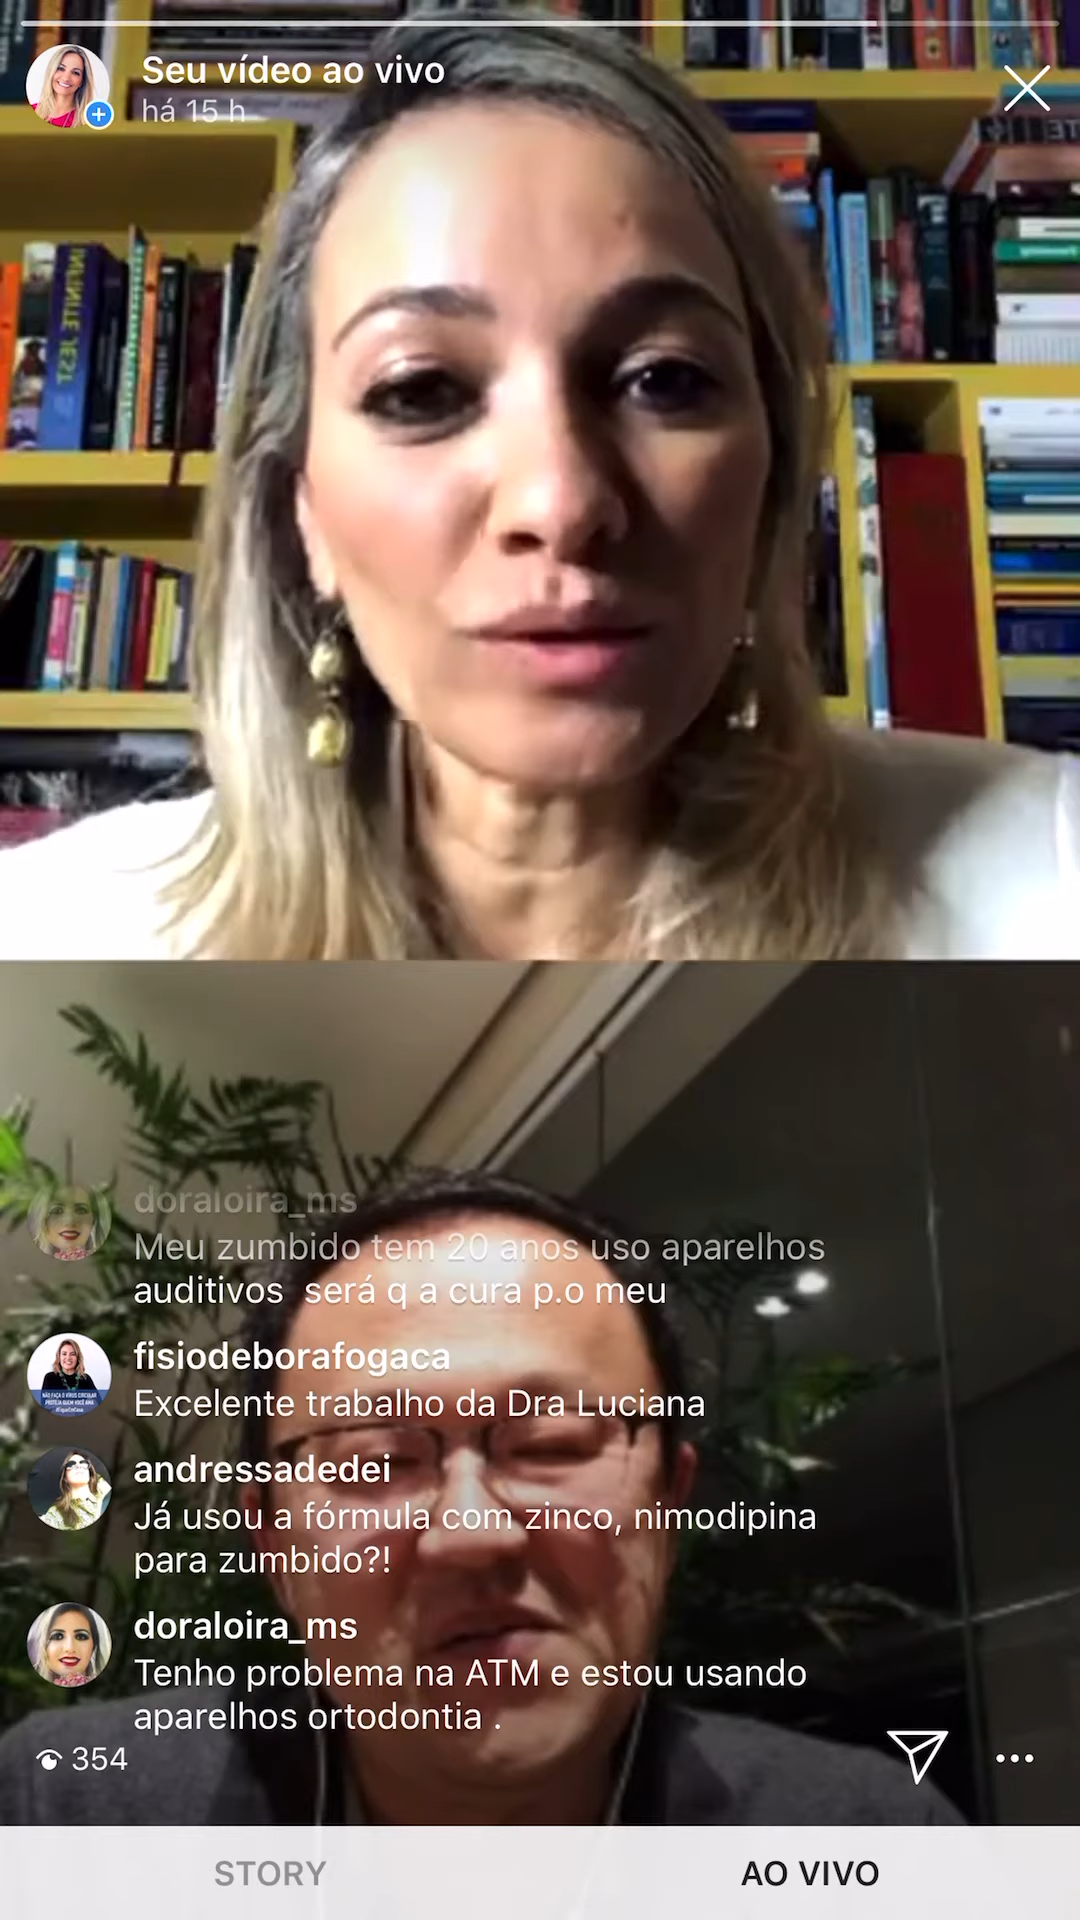 Seu vídeo ao vivo
há 15 h
INFINITE JEST
doraloira_ms
Meu zumbido tem 20 anos uso aparelhos
auditivos será q a cura p.o meu
fisiodeborafogaca
Excelente trabalho da Dra Luciana
andressadedei
Já usou a fórmula com zinco, nimodipina
para zumbido?!
doraloira_ms
Tenho problema na ATM e estou usando
aparelhos ortodontia .
354
STORY
AO VIVO